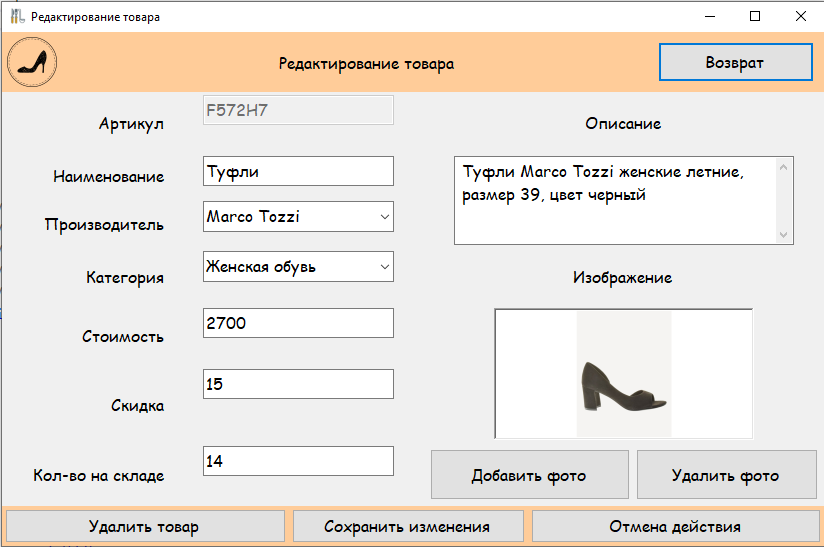 Редактирование товара
Редактирование товара
Возврат
Артикул
F572H7
Наименование
Туфли
Производитель
Marco Tozzi
Категория
Женская обувь
Стоимость
2700
Скидка
15
Кол-во на складе
14
Описание
Туфли Marco Tozzi женские летние,
размер 39, цвет черный
Изображение
Добавить фото
Удалить фото
Удалить товар
Сохранить изменения
Отмена действия